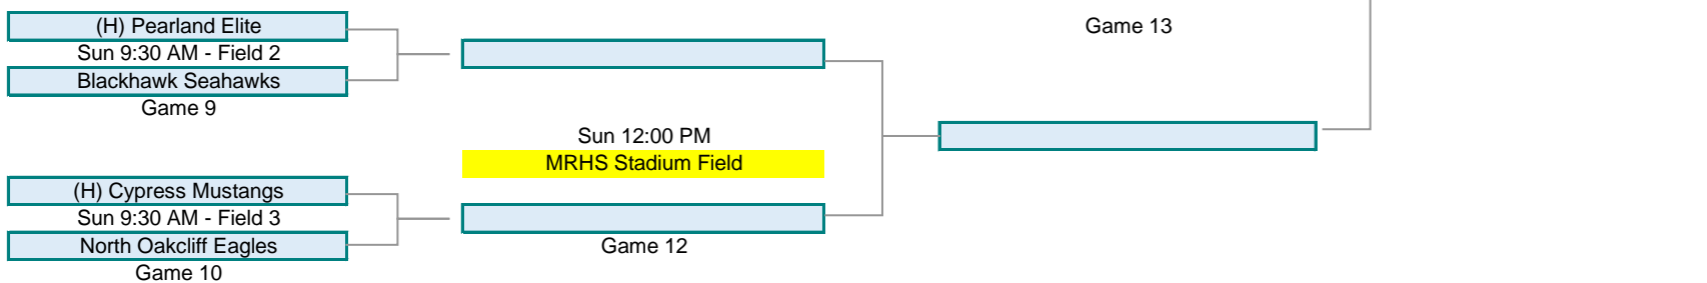 (H) Pearland Elite
Sun 9:30 AM - Field 2
Blackhawk Seahawks
Game 9
(H) Cypress Mustangs
Sun 9:30 AM - Field 3
North Oakcliff Eagles
Game 10
Sun 12:00 PM
MRHS Stadium Field
Game 12
Game 13